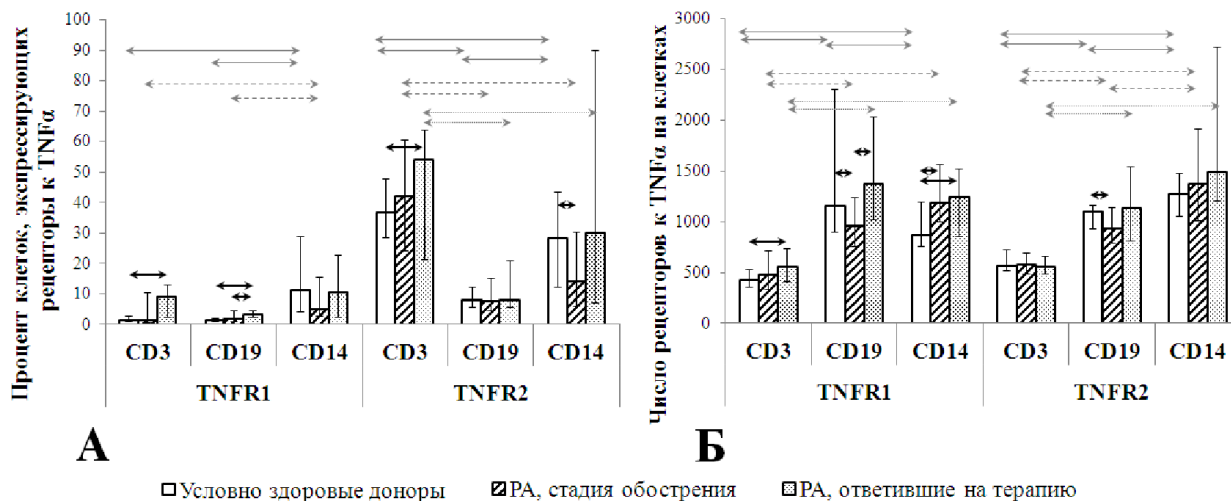 Процент клеток, экспрессирующих
рецепторы к TNFα
100
90
80
70
60
50
40
30
20
10
0
CD3 CD19 CD14 CD3 CD19 CD14
TNFR1 TNFR2
А
Число рецепторов к TNFα на клетках
3000
2500
2000
1500
1000
500
0
CD3 CD19 CD14 CD3 CD19 CD14
TNFR1 TNFR2
Б
Условно здоровые доноры РА, стадия обострения РА, ответившие на терапию